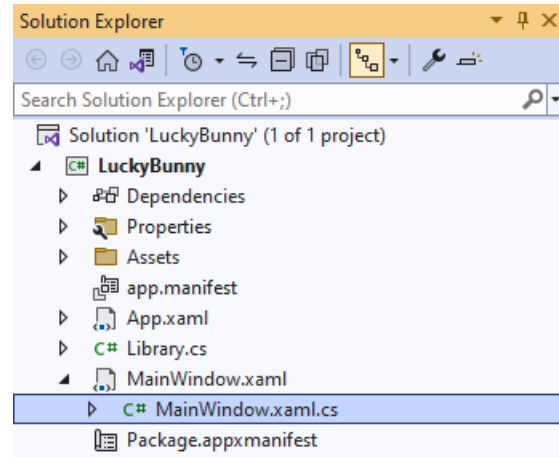 Solution Explorer
Search Solution Explorer (Ctrl+;)
Solution 'LuckyBunny' (1 of 1 project)
C# LuckyBunny
Dependencies
Properties
Assets
app.manifest
App.xaml
C# Library.cs
MainWindow.xaml
C# MainWindow.xaml.cs
Package.appxmanifest